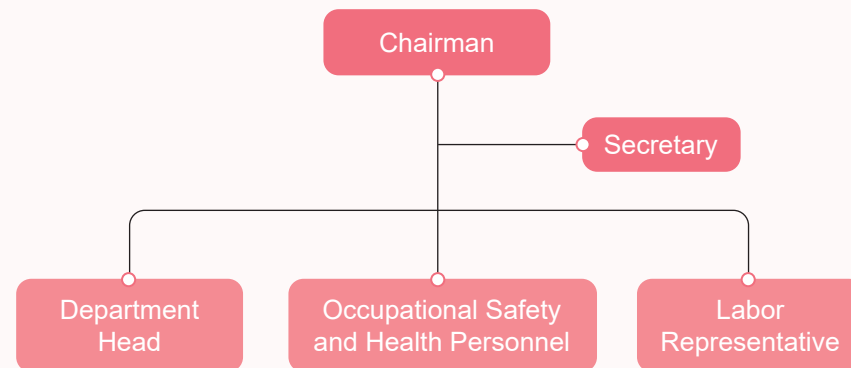 Chairman
Secretary
Department
Head
Occupational Safety
and Health Personnel
Labor
Representative